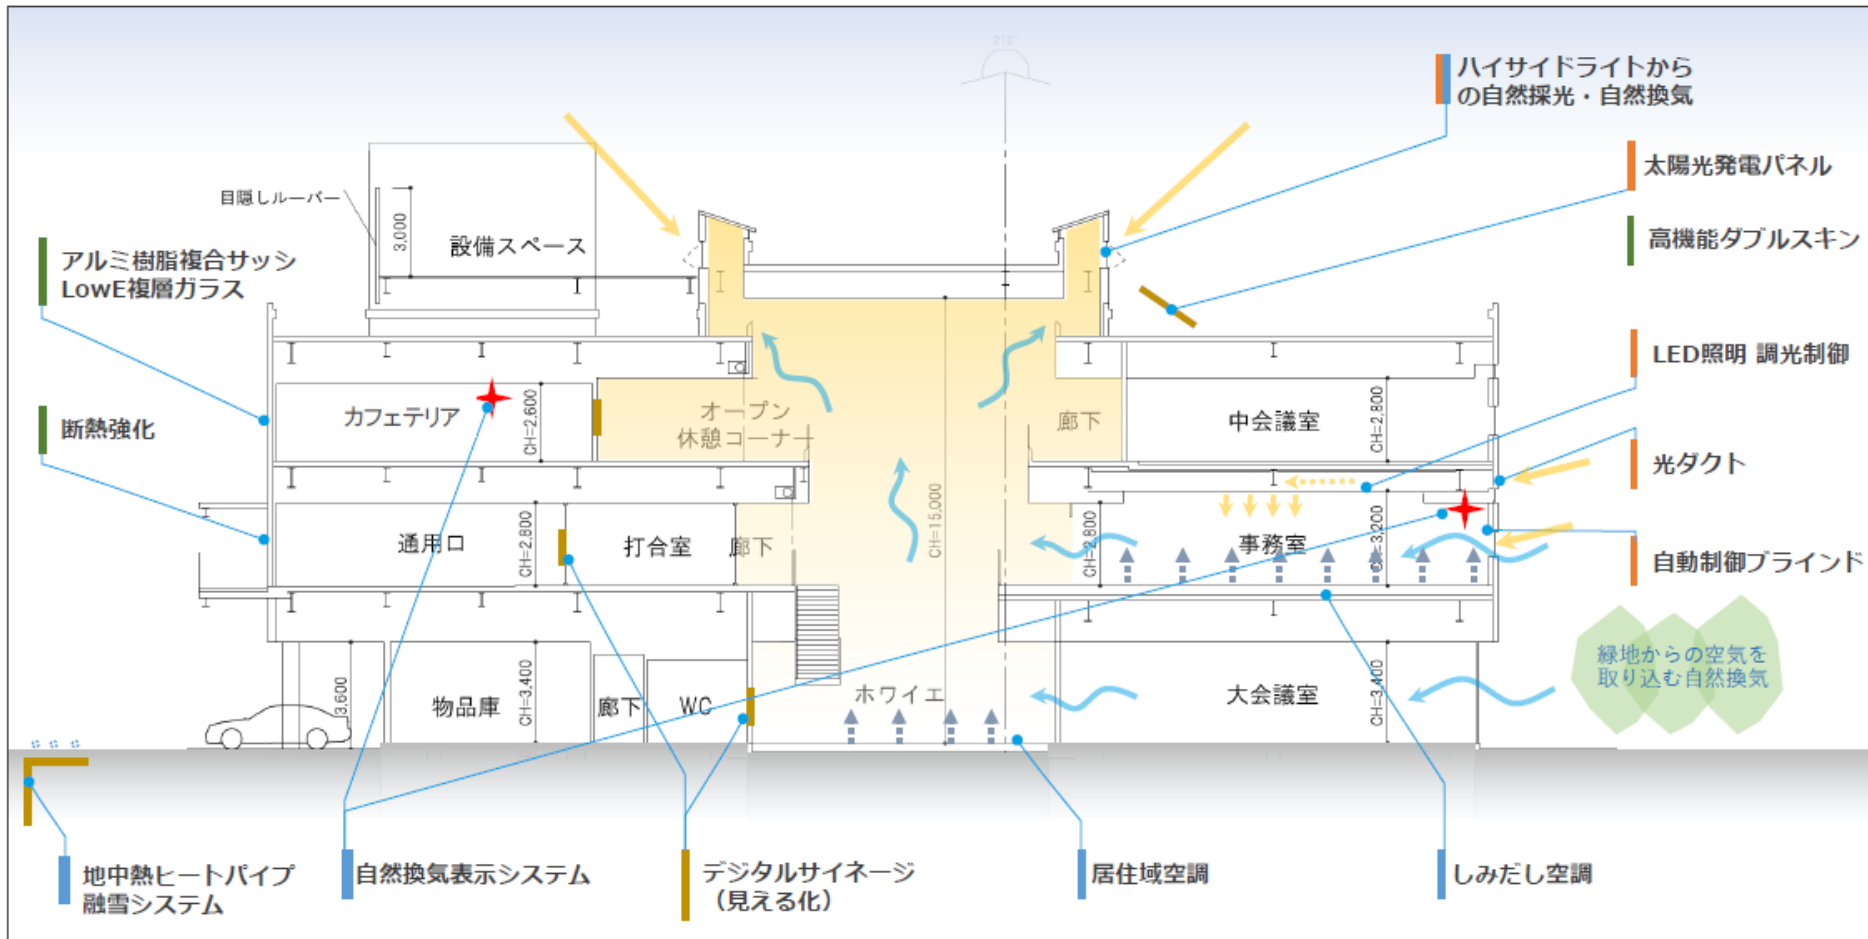 210°
ハイサイドライトから
の自然採光・自然換気
太陽光発電パネル
目隠しルーバー
3,000
設備スペース
高機能ダブルスキン
アルミ樹脂複合サッシ
LowE複層ガラス
LED照明 調光制御
カフェテリア
CH=2,600
オープン
休憩コーナー
廊下
中会議室
CH=2,800
断熱強化
光ダクト
通用口
CH=2,800
打合室
廊下
CH=15,000
CH=2,800
事務室
CH=3,200
自動制御ブラインド
緑地からの空気を
取り込む自然換気
3,600
物品庫
CH=3,400
廊下
WC
ホワイエ
大会議室
CH=3,400
地中熱ヒートパイプ
融雪システム
自然換気表示システム
デジタルサイネージ
（見える化）
居住域空調
しみだし空調